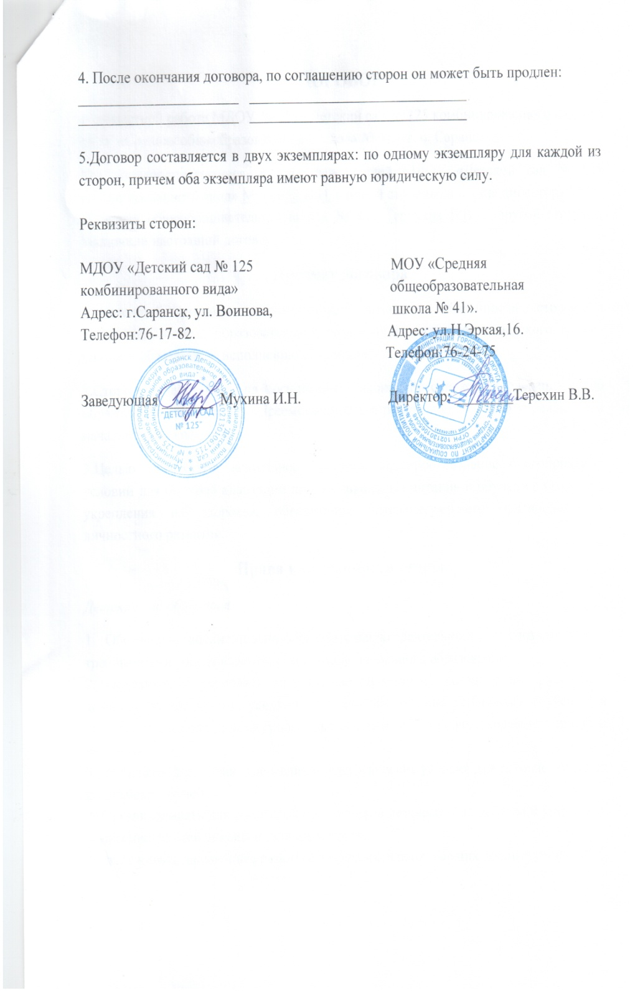 4. После окончания договора, по соглашению сторон он может быть продлен:
5.Договор составляется в двух экземплярах: по одному экземпляру для каждой из
сторон, причем оба экземпляра имеют равную юридическую силу.
Реквизиты сторон:
МДОУ «Детский сад № 125
комбинированного вида»
Адрес: г.Саранск, ул. Воинова,
Телефон:76-17-82.
Заведующая Мухина И.Н.
"ДЕТСКИЙ САД
№ 125"
МОУ «Средняя
общеобразовательная
школа № 41».
Адрес: ул.Н.Эркая,16.
Телефон:76-24-75
Директор: Терехин В.В.